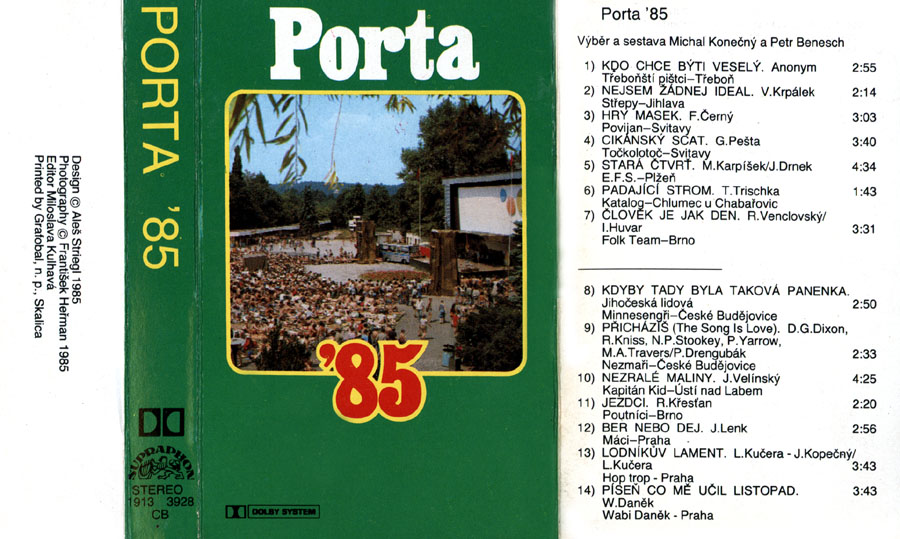 Design © Aleš Striegl 1985
Photography © František Heřman 1985
Editor Miloslava Kulhavá
Printed by Grafobal, n. p., Skalica
PORTA '85
SUPRAPHON
STEREO
1913 3928
CB
Porta
'85
DOLBY SYSTEM
Porta '85
Výběr a sestava Michal Konečný a Petr Benesch
1) KDO CHCE BÝTI VESELÝ. Anonym 2:55
Třeboňští pištci–Třeboň
2) NEJSEM ŽÁDNEJ IDEAL. V.Krpálek 2:14
Střepy–Jihlava
3) HRY MASEK. F.Černý 3:03
Povijan–Svitavy
4) CIKÁNSKÝ SCAT. G.Pešta 3:40
Točkolotoč–Svitavy
5) STARÁ ČTVRŤ. M.Karpíšek/J.Drnek 4:34
E.F.S.–Plžeň
6) PADAJÍCÍ STROM. T.Trischka 1:43
Katalog–Chlumec u Chabařovic
7) ČLOVĚK JE JAK DEN. R.Venclovský/
I.Huvar 3:31
Folk Team–Brno
8) KDYBY TADY BYLA TAKOVÁ PANENKA.
Jihočeská lidová 2:50
Minnesengři–České Budějovice
9) PŘICHÁZÍŠ (The Song Is Love). D.G.Dixon,
R.Kniss, N.P.Stookey, P.Yarrow,
M.A.Travers/P.Drengubák 2:33
Nezmaři–České Budějovice
10) NEZRALÉ MALINY. J.Velínský 4:25
Kapitán Kid–Ústí nad Labem
11) JEZDCI. R.Křesťan 2:20
Poutníci–Brno
12) BER NEBO DEJ. J.Lenk 2:56
Máci–Praha
13) LODNÍKŮV LAMENT. L.Kučera - J.Kopečný/
L.Kučera 3:43
Hop trop - Praha
14) PÍSEŇ CO MĚ UČIL LISTOPAD. 3:43
W.Daněk
Wabi Daněk - Praha